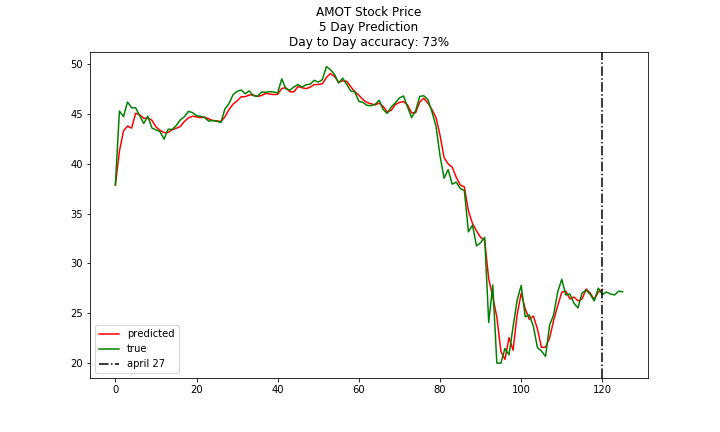 AMOT Stock Price
5 Day Prediction
Day to Day accuracy: 73%
50
45
40
35
30
25
20
predicted
true
april 27
0 20 40 60 80 100 120